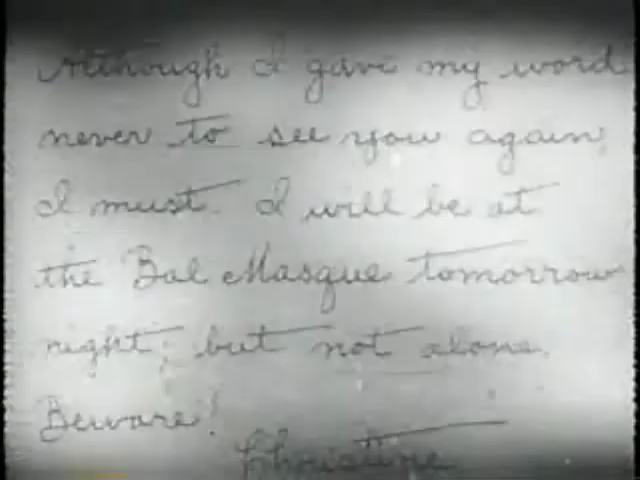 Although I gave my word
never to see you again,
I must. I will be at
the Bal Masque tomorrow
night, but not alone.
Beware!
Christine